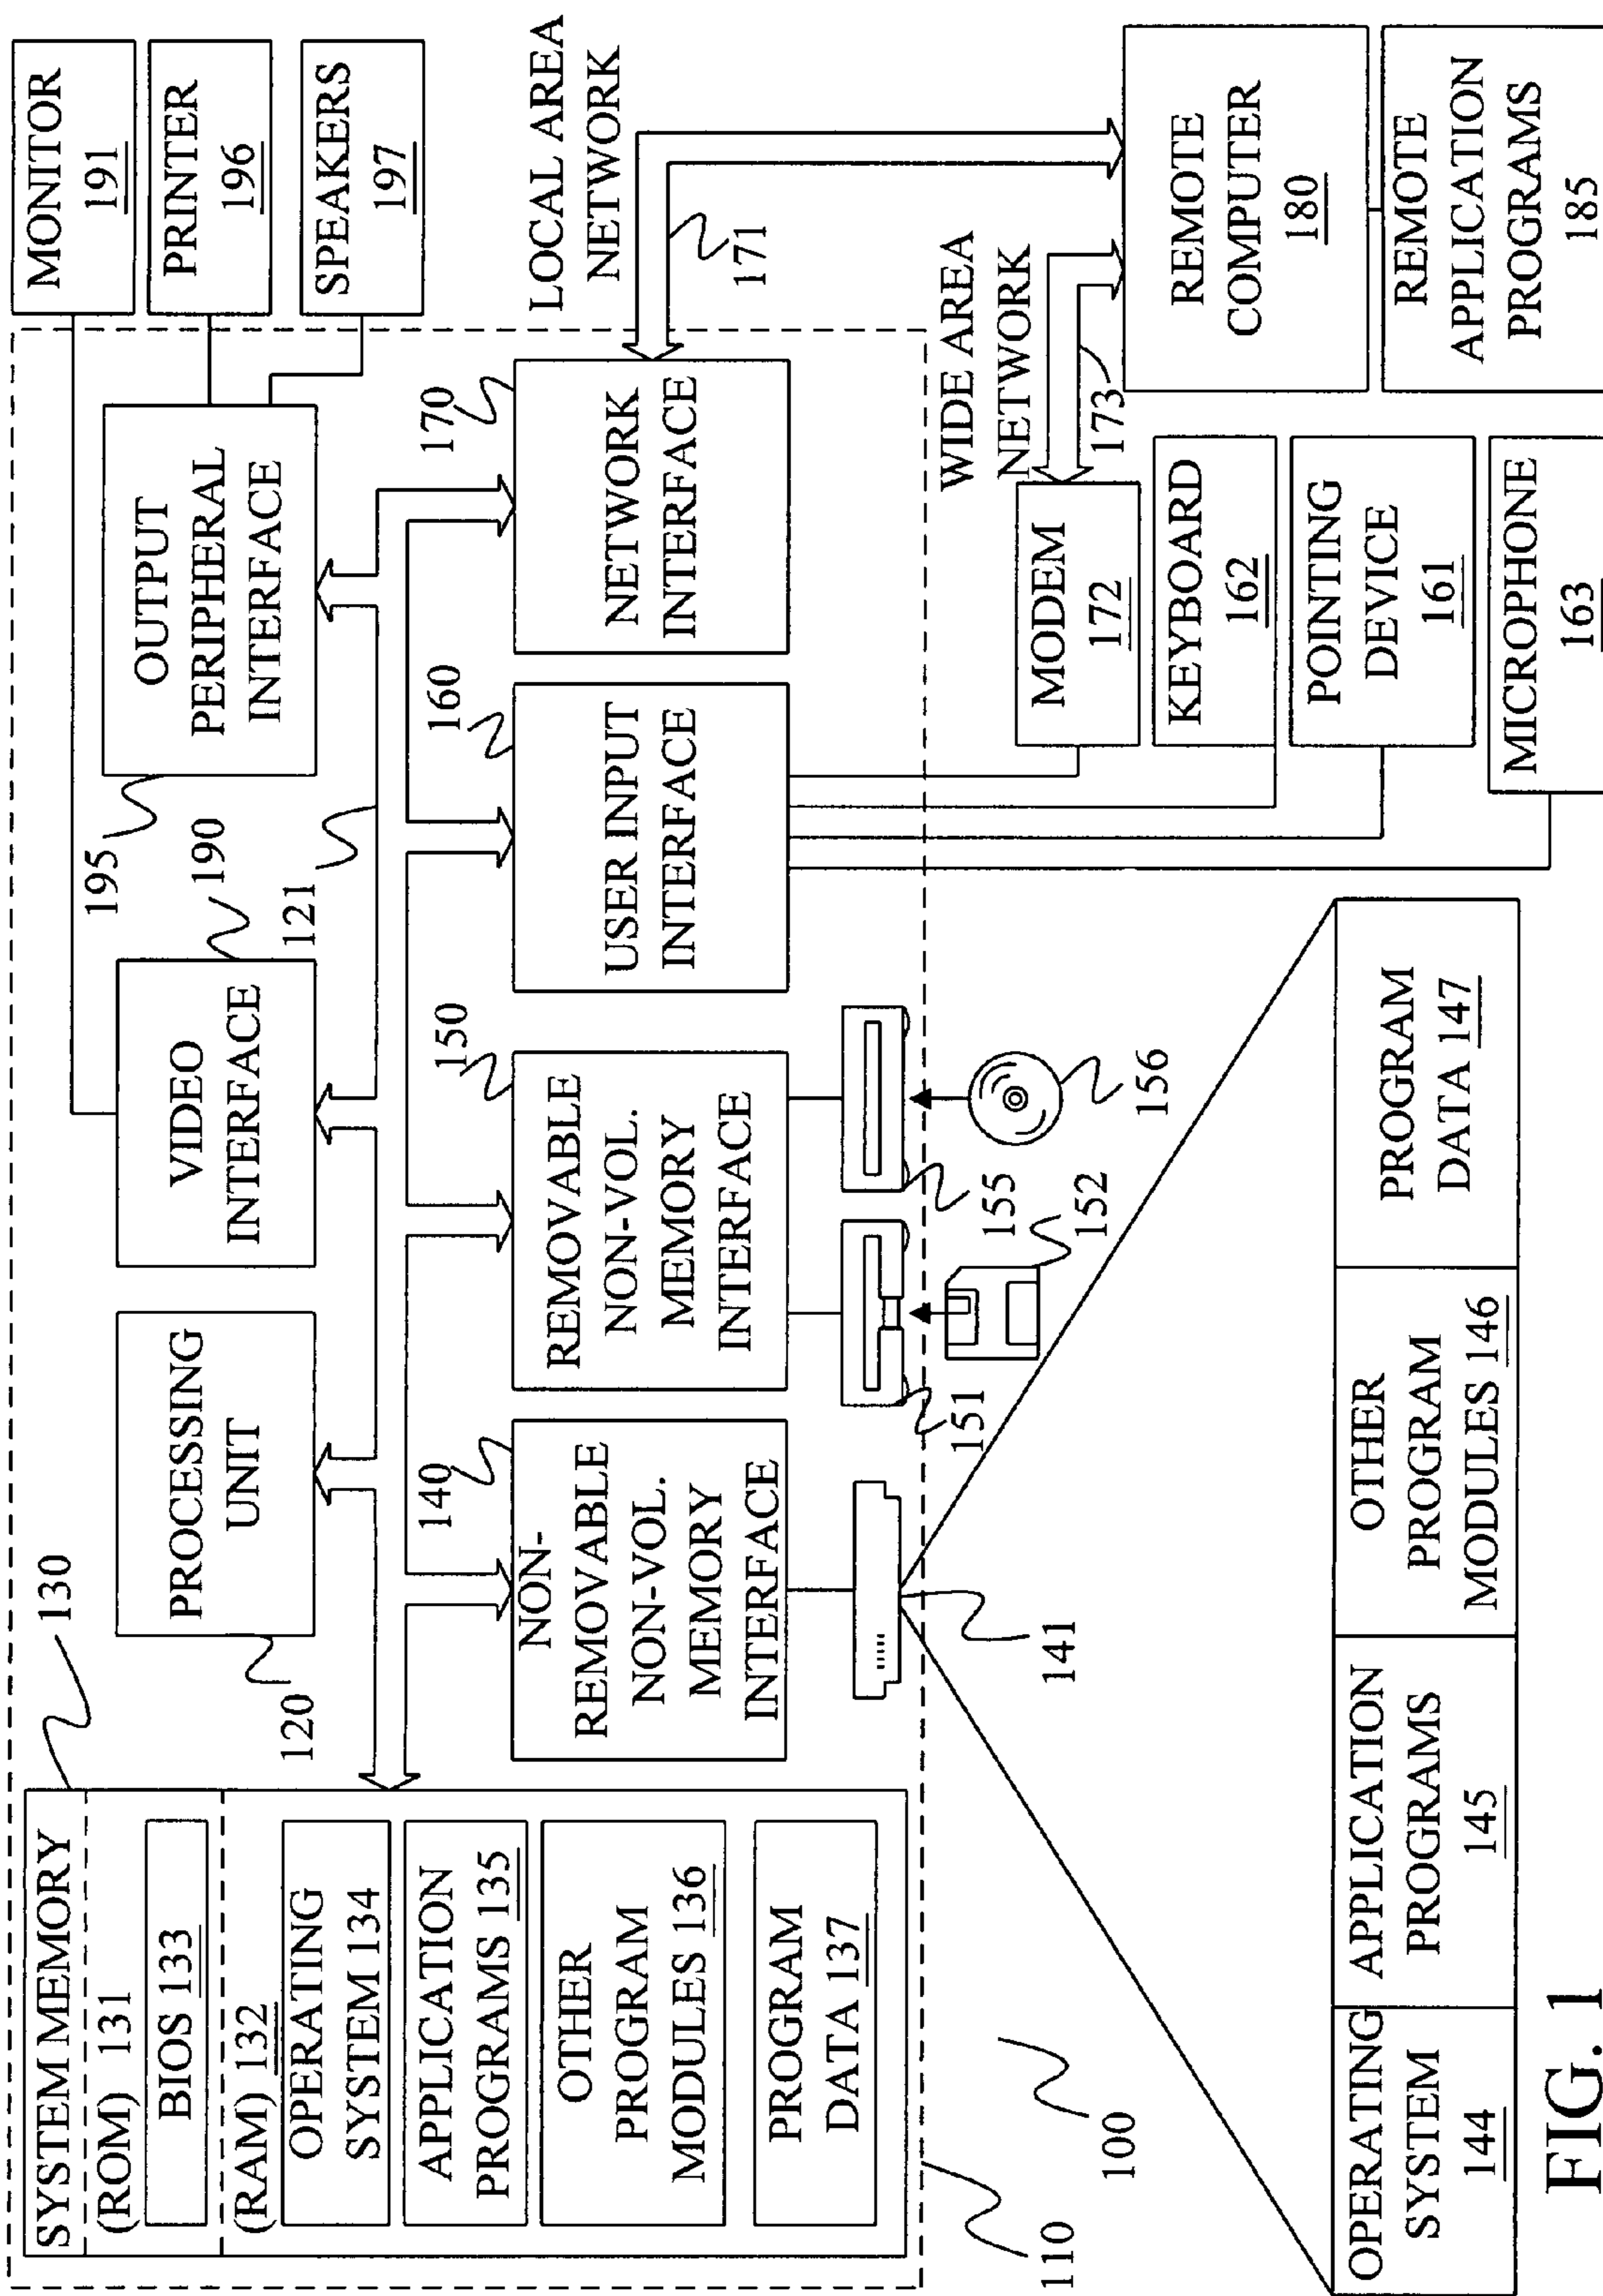 SYSTEM MEMORY
(ROM) 131
BIOS 133
(RAM) 132
OPERATING
SYSTEM 134
APPLICATION
PROGRAMS 135
OTHER
PROGRAM
MODULES 136
PROGRAM
DATA 137
130
PROCESSING
UNIT
120
VIDEO
INTERFACE
190
121
OUTPUT
PERIPHERAL
INTERFACE
195
MONITOR
191
PRINTER
196
SPEAKERS
197
NON-
REMOVABLE
NON-VOL.
MEMORY
INTERFACE
140
REMOVABLE
NON-VOL.
MEMORY
INTERFACE
150
USER INPUT
INTERFACE
160
NETWORK
INTERFACE
170
LOCAL AREA
NETWORK
171
WIDE AREA
NETWORK
173
141
151
152
155
156
MODEM
172
KEYBOARD
162
POINTING
DEVICE
161
MICROPHONE
163
REMOTE
COMPUTER
180
REMOTE
APPLICATION
PROGRAMS
185
110
100
OPERATING
SYSTEM
144
APPLICATION
PROGRAMS
145
OTHER
PROGRAM
MODULES 146
PROGRAM
DATA 147
FIG. 1